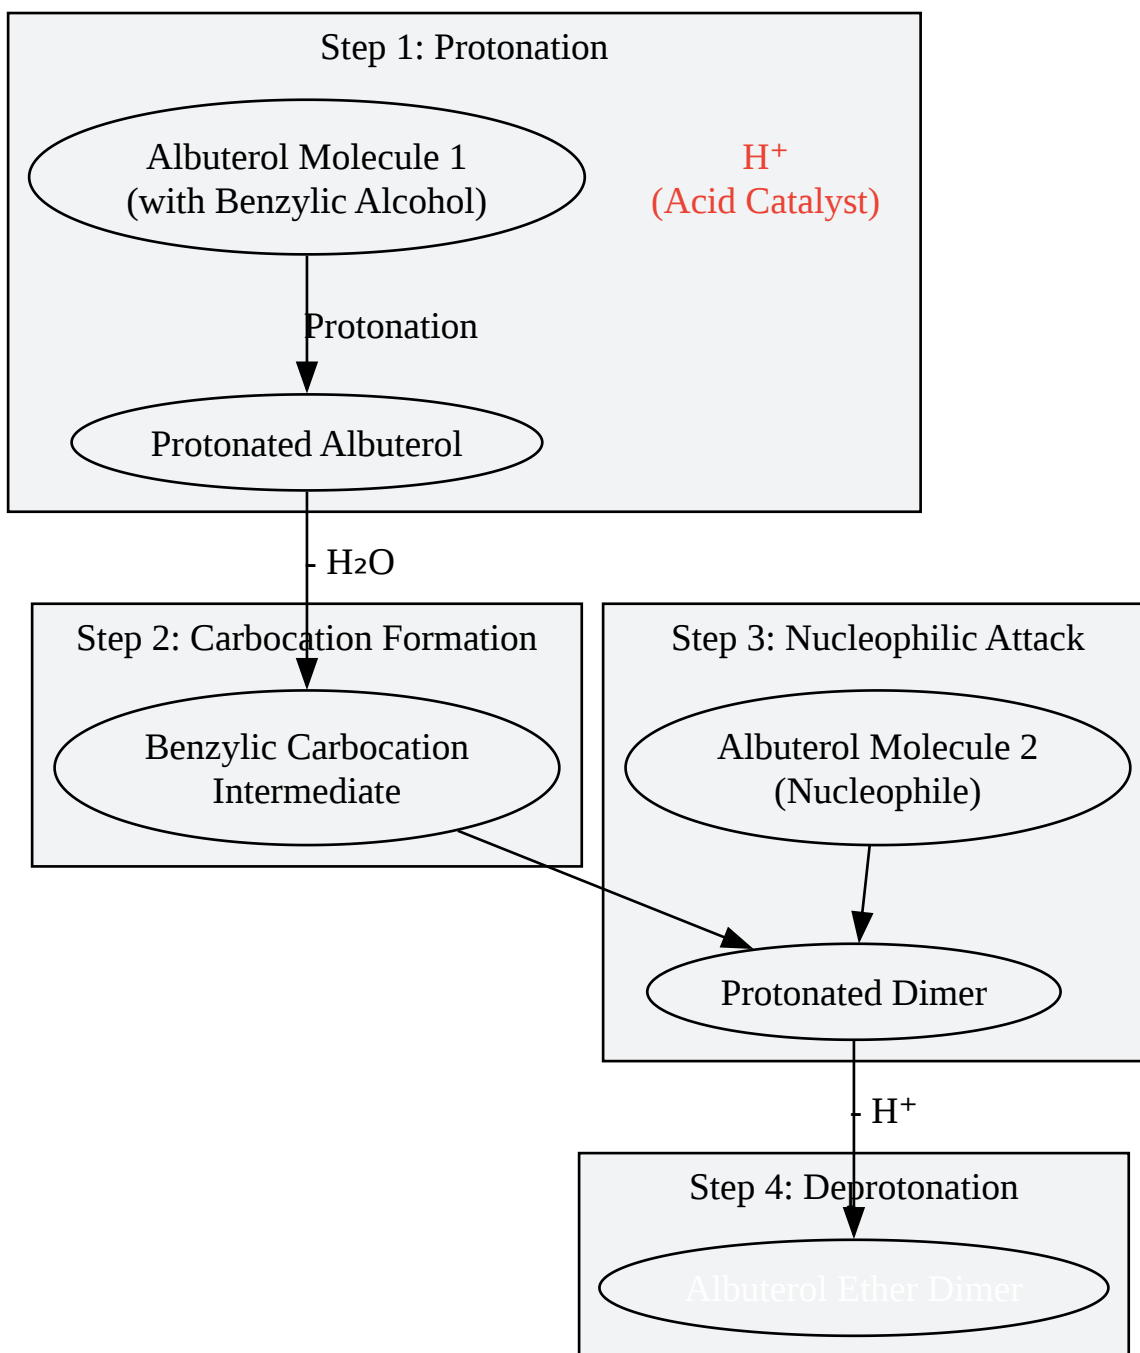 Step 1: Protonation
Albuterol Molecule 1
(with Benzylic Alcohol)
H⁺
(Acid Catalyst)
Protonation
Protonated Albuterol
- H₂O
Step 2: Carbocation Formation
Benzylic Carbocation
Intermediate
Step 3: Nucleophilic Attack
Albuterol Molecule 2
(Nucleophile)
Protonated Dimer
- H⁺
Step 4: Deprotonation
Albuterol Ether Dimer